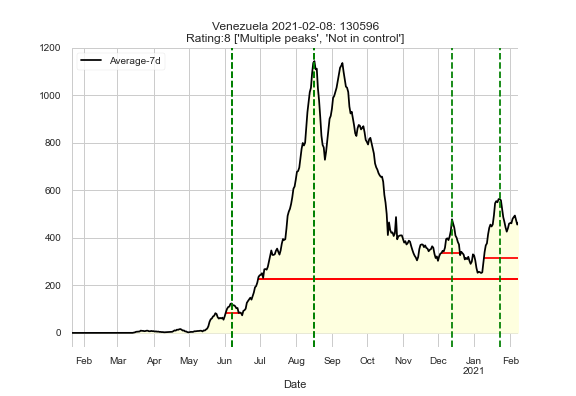 Venezuela 2021-02-08: 130596
Rating:8 ['Multiple peaks', 'Not in control']
Average-7d
1200
1000
800
600
400
200
0
Feb Mar Apr May Jun Jul Aug Sep Oct Nov Dec Jan Feb
2021
Date